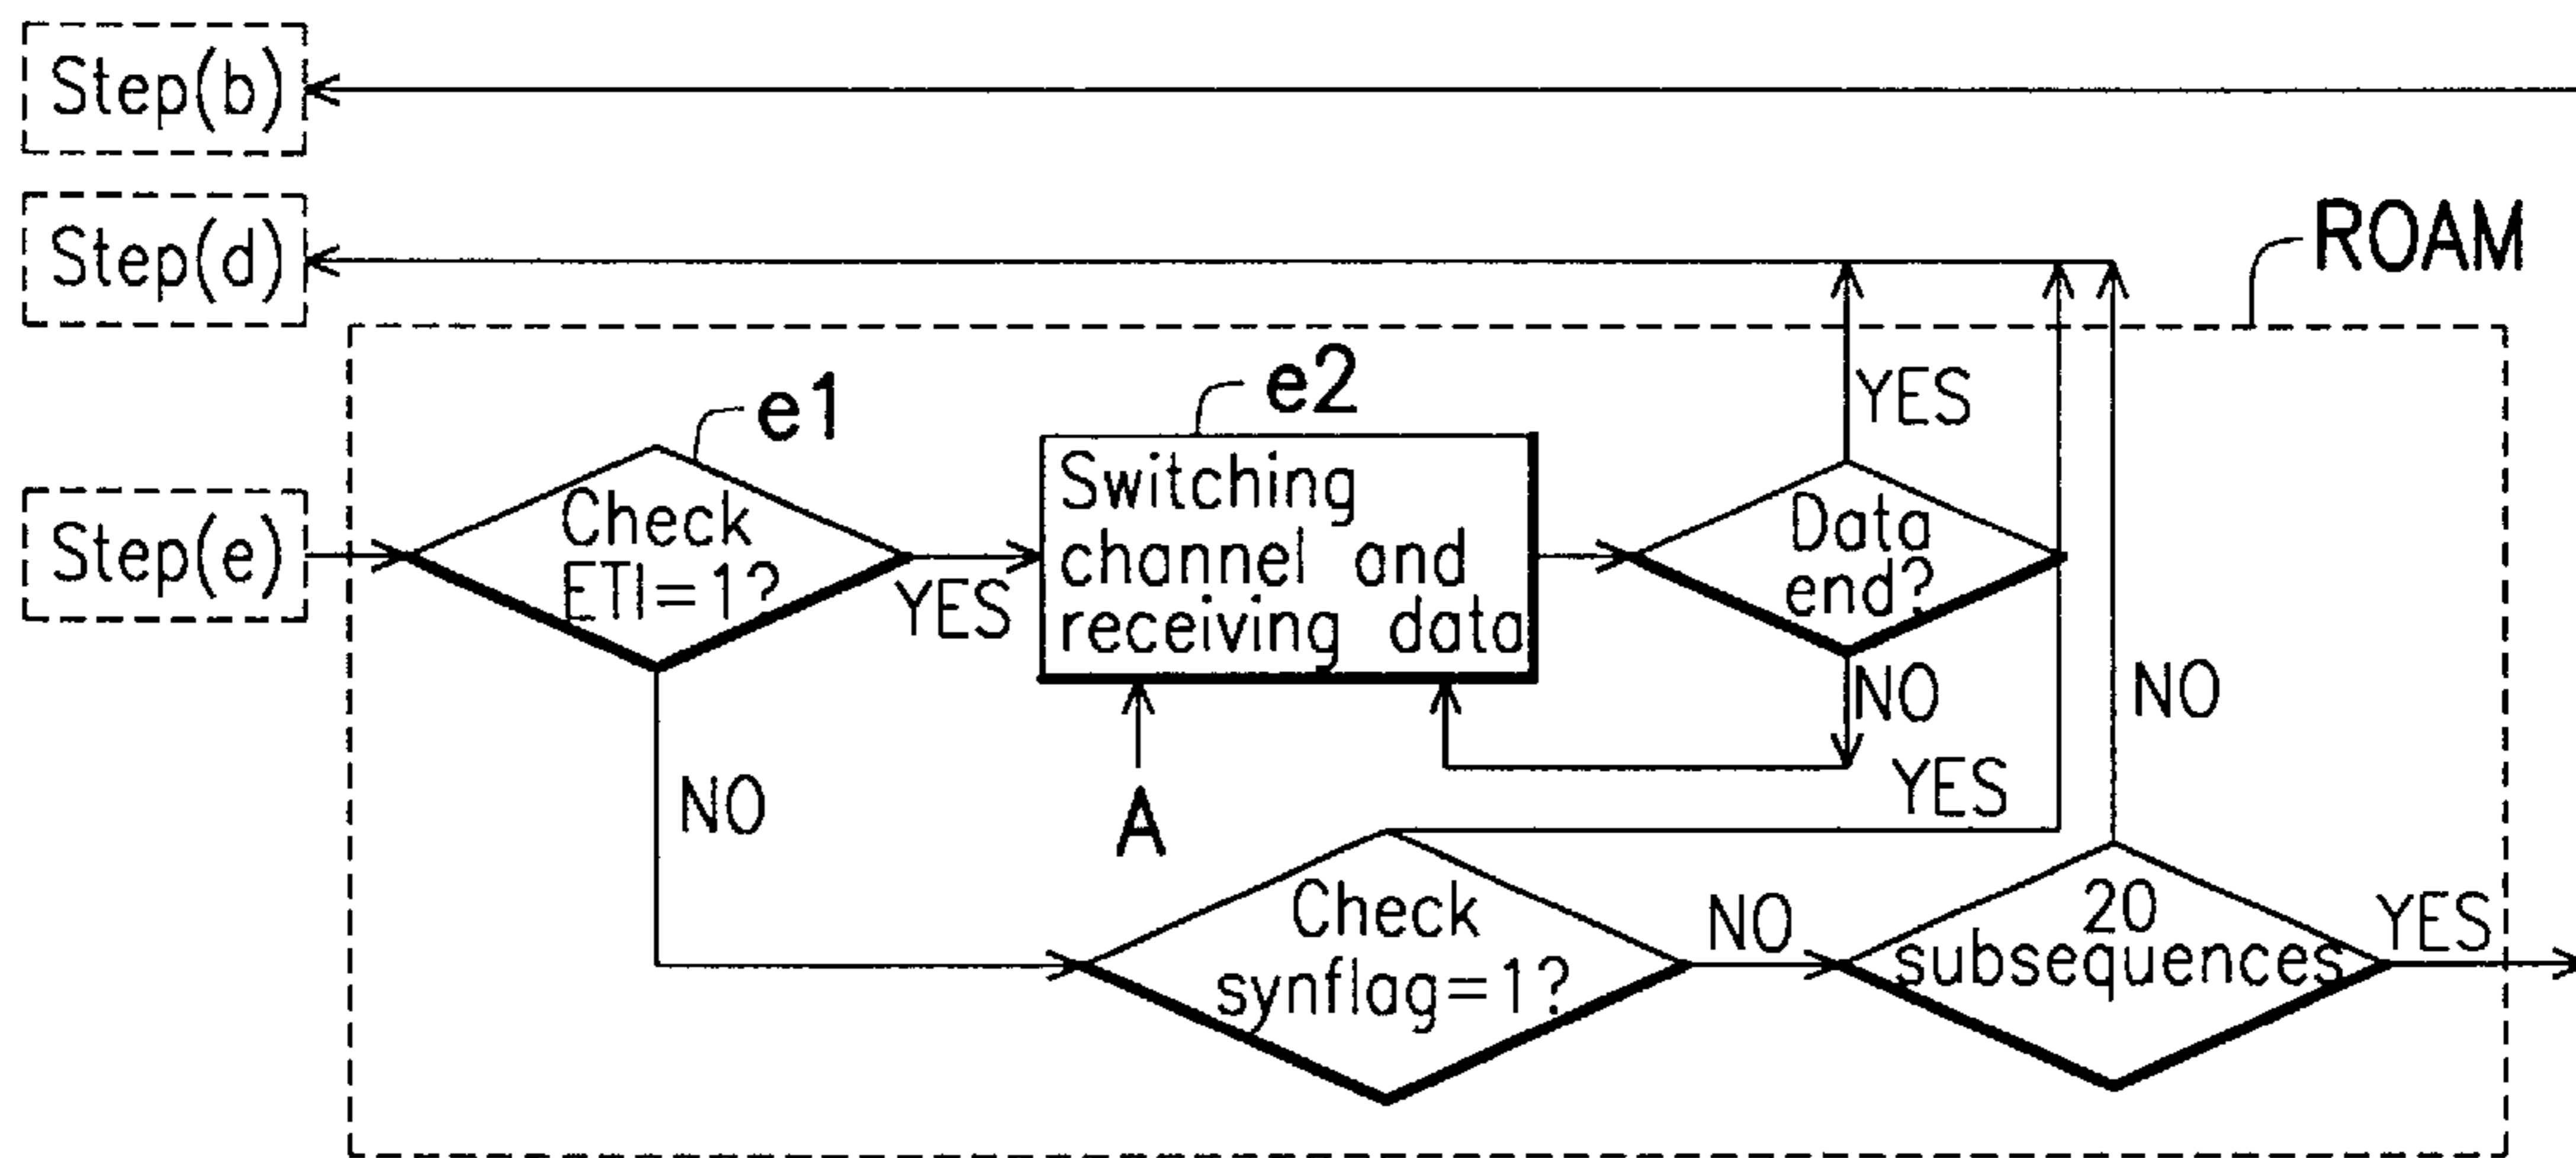 Step(b)
Step(d)
ROAM
e1
e2
YES
Step(e)
Check
ETI=1?
YES
Switching
channel and
receiving data
Data
end?
NO
NO
YES
NO
A
Check
synflag=1?
NO
20
subsequences
YES